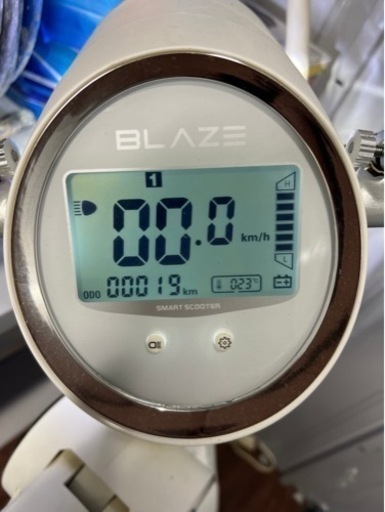 BLAZE
1
H
00.0 km/h
L
ODO 00019 km 023°C
SMART SCOOTER